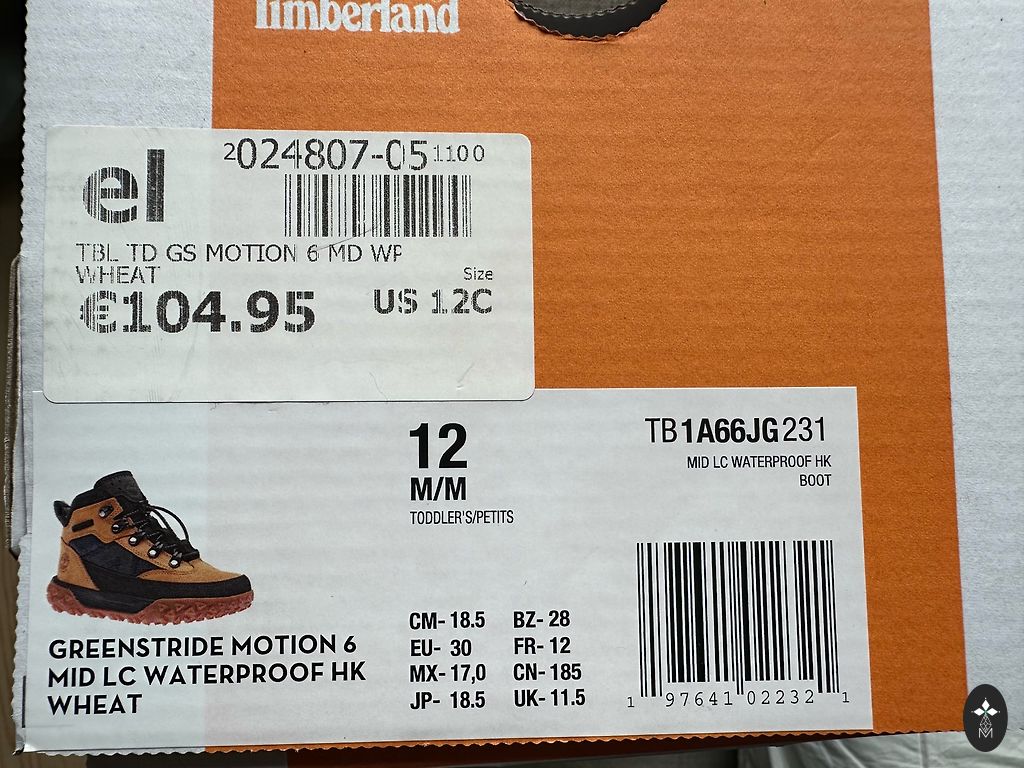 Timberland
el
2024807-05 1100
TBL TD GS MOTION 6 MD WP
WHEAT
Size
€104.95
US 12C
12
M/M
TODDLER'S/PETITS
TB1A66JG231
MID LC WATERPROOF HK
BOOT
GREENSTRIDE MOTION 6
MID LC WATERPROOF HK
WHEAT
CM- 18.5 BZ- 28
EU- 30 FR- 12
MX- 17,0 CN- 185
JP- 18.5 UK- 11.5
1 97641 02232 1
M